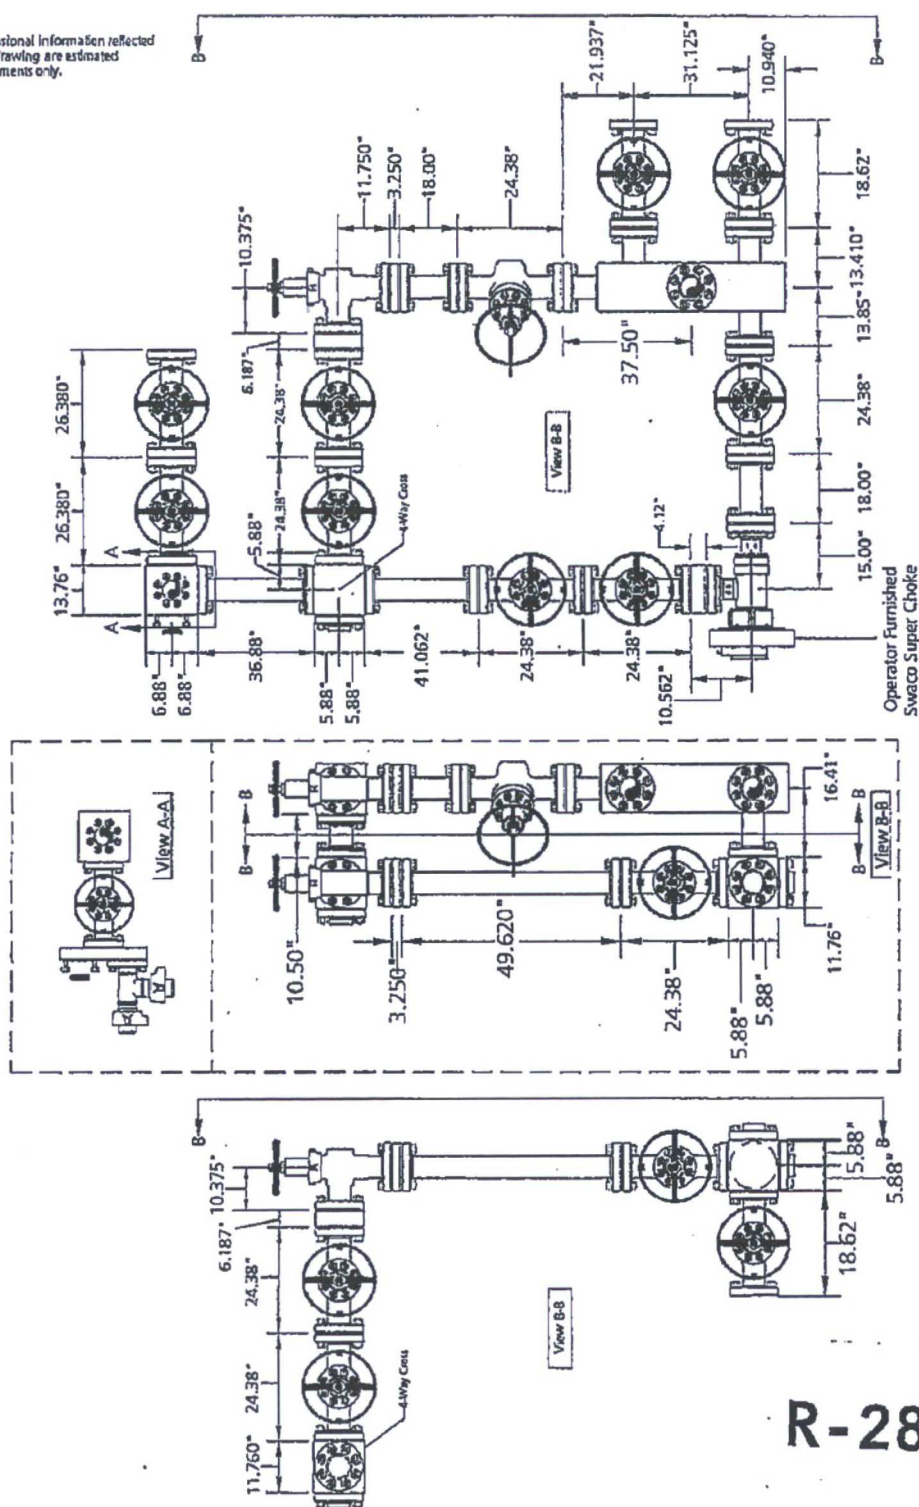 sional information reflected
rawing are estimated
ments only.
B
B
21.937"
31.125"
10.940"
11.750"
3.250"
18.00"
24.38"
10.375"
18.62"
13.410"
13.85"
6.187"
37.50"
26.380"
24.38"
24.38"
View B-B
26.380"
24.38"
18.00"
4.12"
A
5.88"
4-Way Cross
15.00"
13.76"
A
6.88"
6.88"
36.88"
5.88"
5.88"
41.062"
24.38"
24.38"
10.562"
Operator Furnished
Swaco Super Choke
View A-A
B
B
16.41"
B
B
View B-B
10.50"
3.250"
49.620"
24.38"
11.76"
5.88"
5.88"
B
B
10.375"
6.187"
24.38"
5.88"
5.88"
18.62"
View B-B
24.38"
4-Way Cross
11.760"
R-28